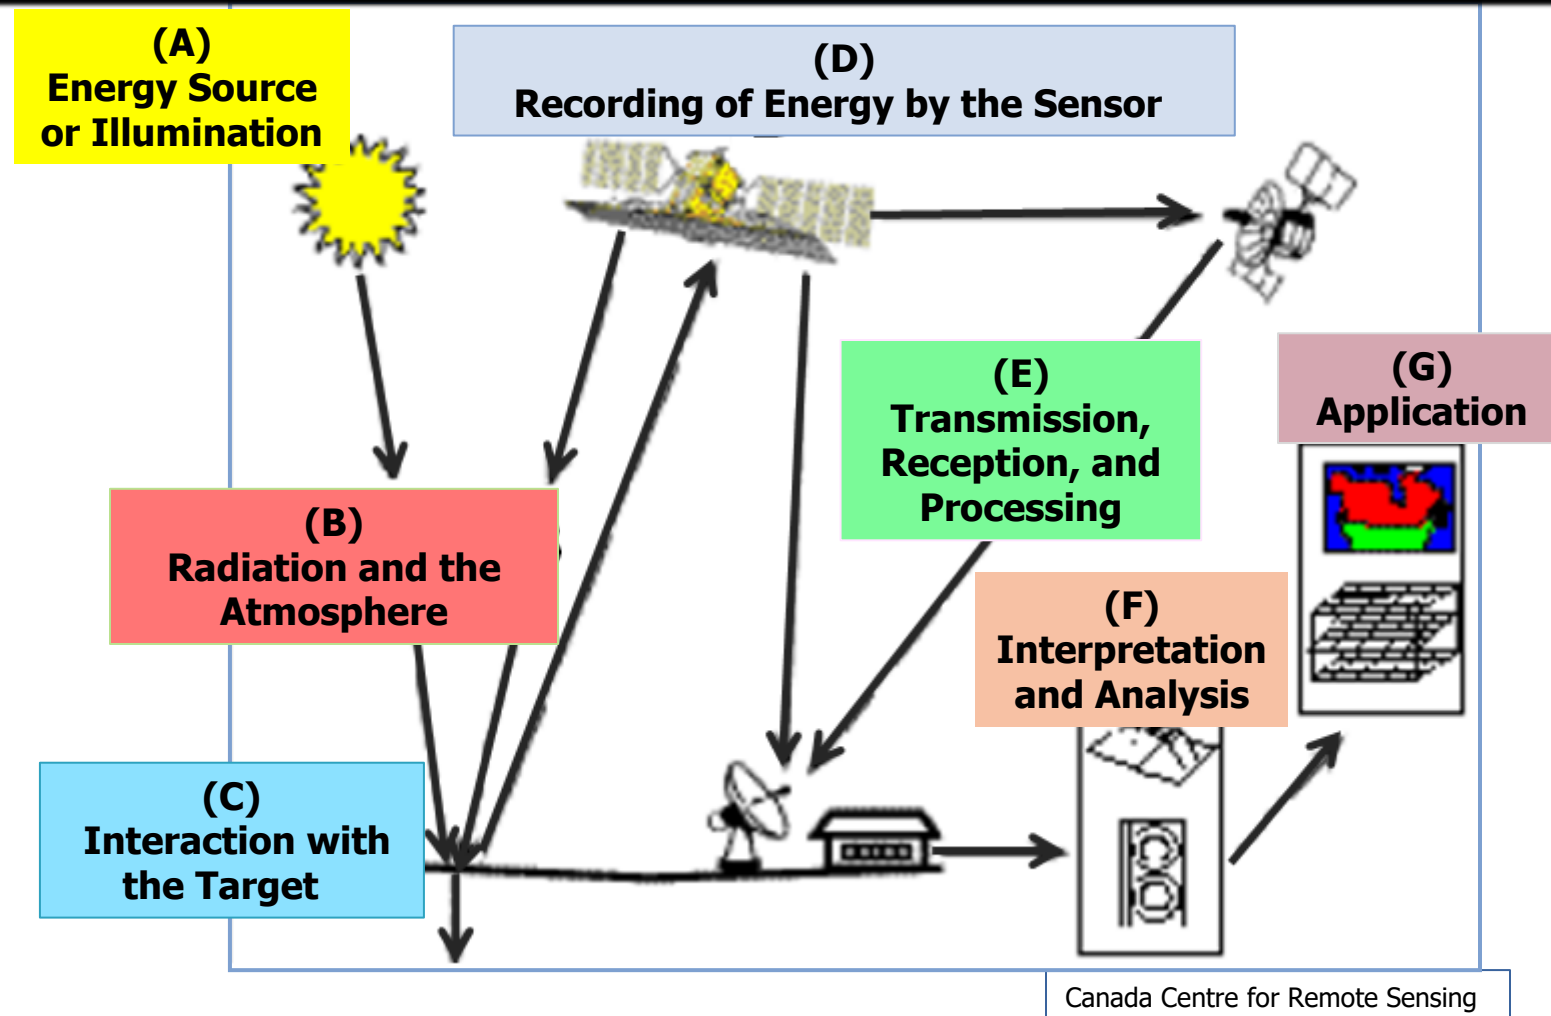 (A)
Energy Source
or Illumination
(D)
Recording of Energy by the Sensor
(E)
Transmission,
Reception, and
Processing
(G)
Application
(B)
Radiation and the
Atmosphere
(F)
Interpretation
and Analysis
(C)
Interaction with
the Target
Canada Centre for Remote Sensing